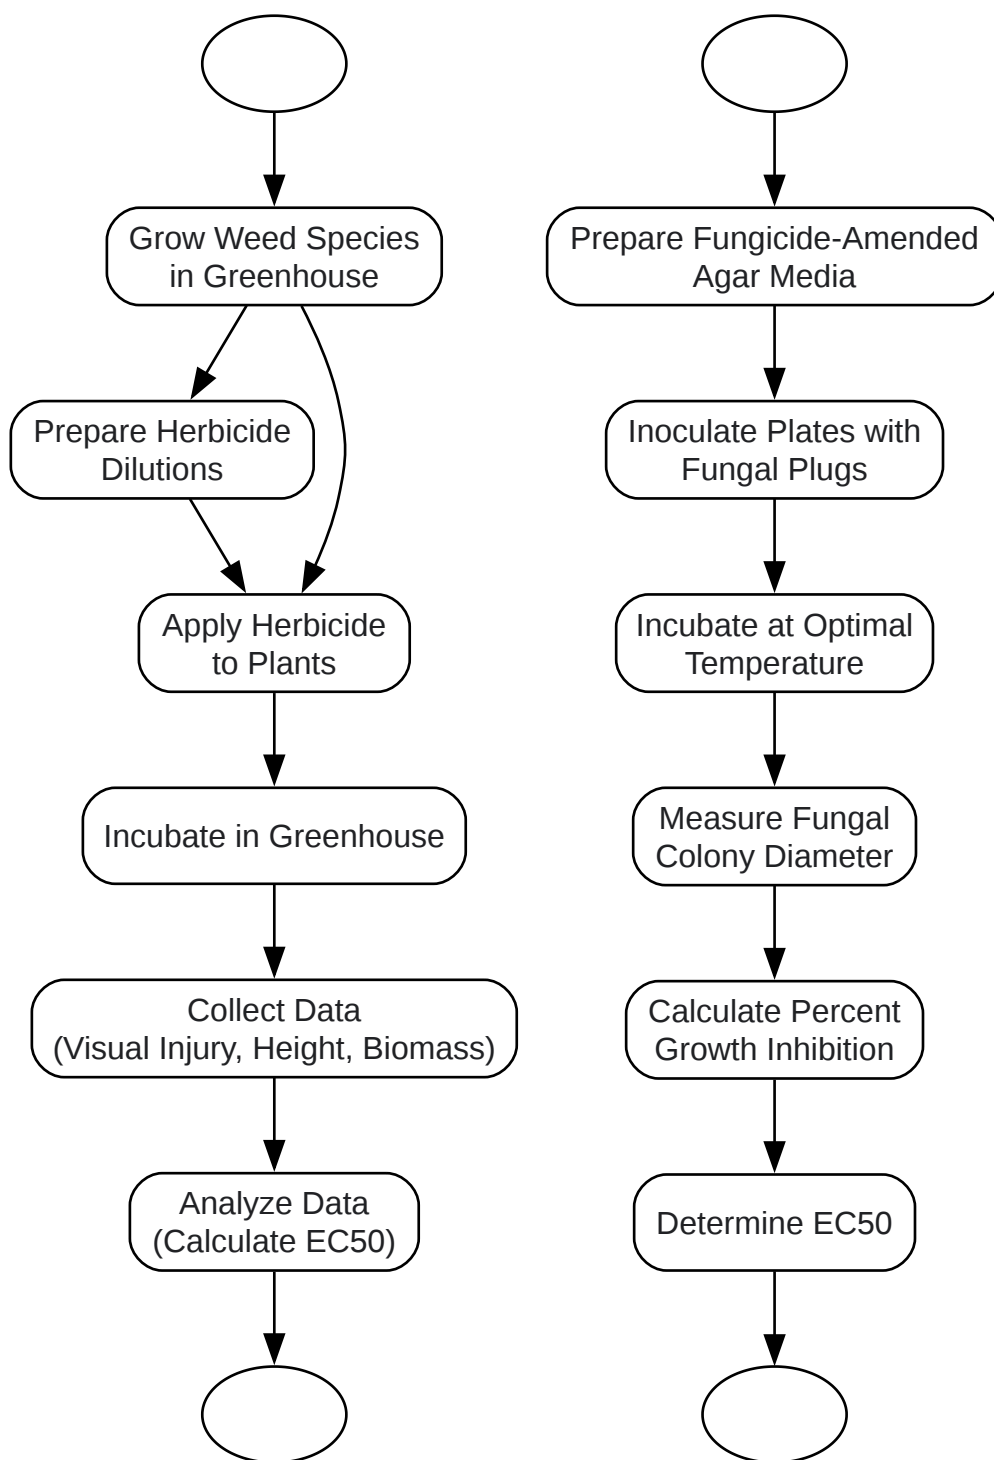 Grow Weed Species
in Greenhouse
Prepare Herbicide
Dilutions
Apply Herbicide
to Plants
Incubate in Greenhouse
Collect Data
(Visual Injury, Height, Biomass)
Analyze Data
(Calculate EC50)
Prepare Fungicide-Amended
Agar Media
Inoculate Plates with
Fungal Plugs
Incubate at Optimal
Temperature
Measure Fungal
Colony Diameter
Calculate Percent
Growth Inhibition
Determine EC50